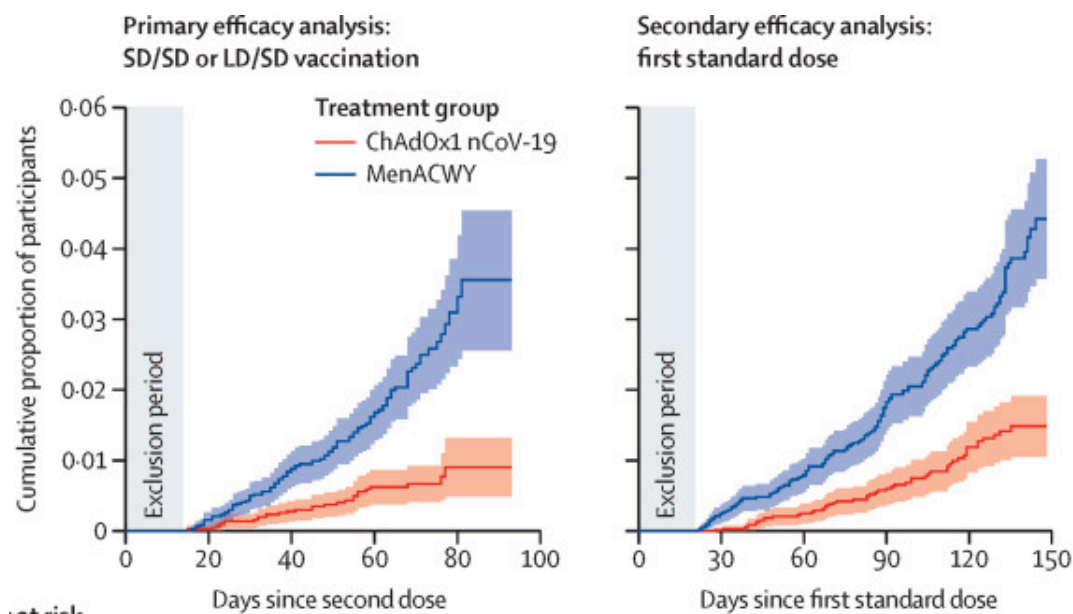 Primary efficacy analysis:
SD/SD or LD/SD vaccination
Secondary efficacy analysis:
first standard dose
Treatment group
ChAdOx1 nCoV-19
MenACWY
Cumulative proportion of participants
0·06
0·05
0·04
0·03
0·02
0·01
0
Exclusion period
0 20 40 60 80 100
Days since second dose
Exclusion period
0 30 60 90 120 150
Days since first standard dose
risk